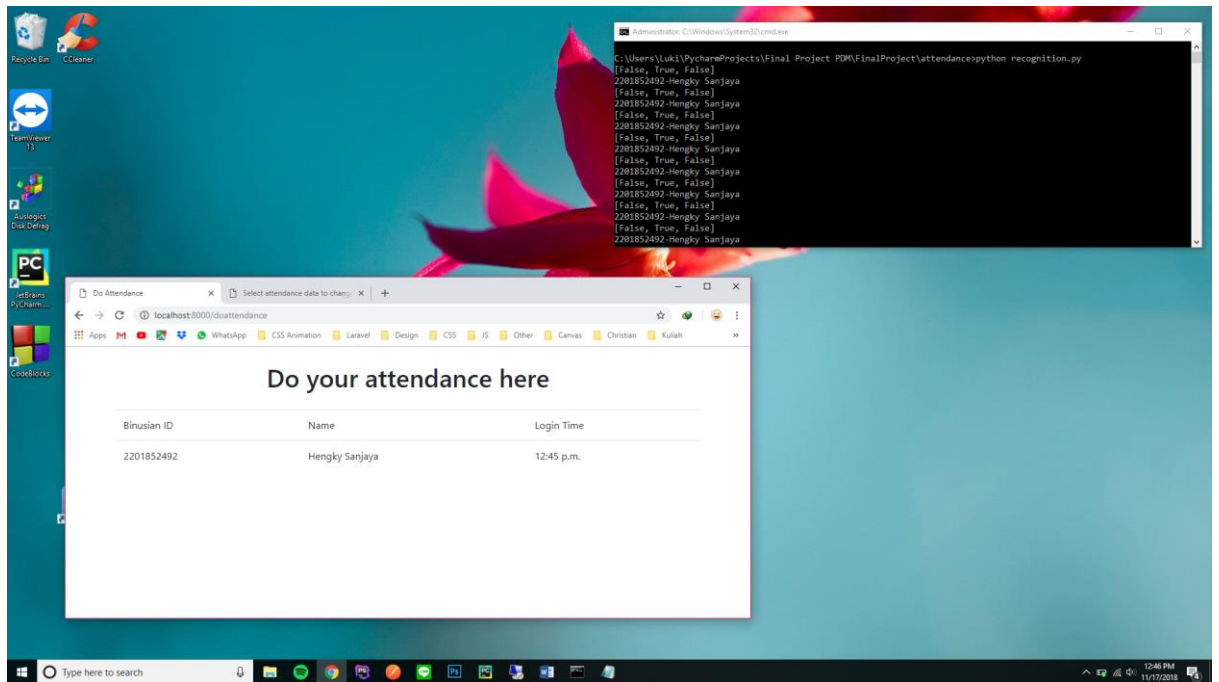 Recycle Bin
CCleaner
TeamViewer
13
Auslogics
Disk Defrag
PC
JetBrains
PyCharm ...
CodeBlocks
Administrator: C:\Windows\System32\cmd.exe
C:\Users\Luki\PycharmProjects\Final Project PDM\FinalProject\attendance>python recognition.py
[False, True, False]
2201852492-Hengky Sanjaya
[False, True, False]
2201852492-Hengky Sanjaya
[False, True, False]
2201852492-Hengky Sanjaya
[False, True, False]
2201852492-Hengky Sanjaya
[False, True, False]
2201852492-Hengky Sanjaya
[False, True, False]
2201852492-Hengky Sanjaya
[False, True, False]
2201852492-Hengky Sanjaya
[False, True, False]
2201852492-Hengky Sanjaya
Do Attendance
Select attendance data to chang
localhost:8000/doattendance
Apps WhatsApp CSS Animation Laravel Design CSS JS Other Canvas Christian Kuliah »
Do your attendance here
Binusian ID Name Login Time
2201852492 Hengky Sanjaya 12:45 p.m.
Type here to search
Ps
PC
12:46 PM
11/17/2018